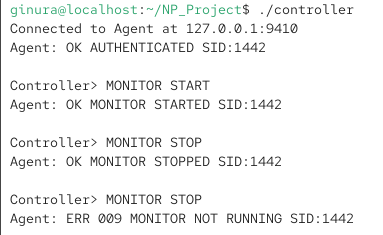 ginura@localhost:~/NP_Project$ ./controller
Connected to Agent at 127.0.0.1:9410
Agent: OK AUTHENTICATED SID:1442
Controller> MONITOR START
Agent: OK MONITOR STARTED SID:1442
Controller> MONITOR STOP
Agent: OK MONITOR STOPPED SID:1442
Controller> MONITOR STOP
Agent: ERR 009 MONITOR NOT RUNNING SID:1442